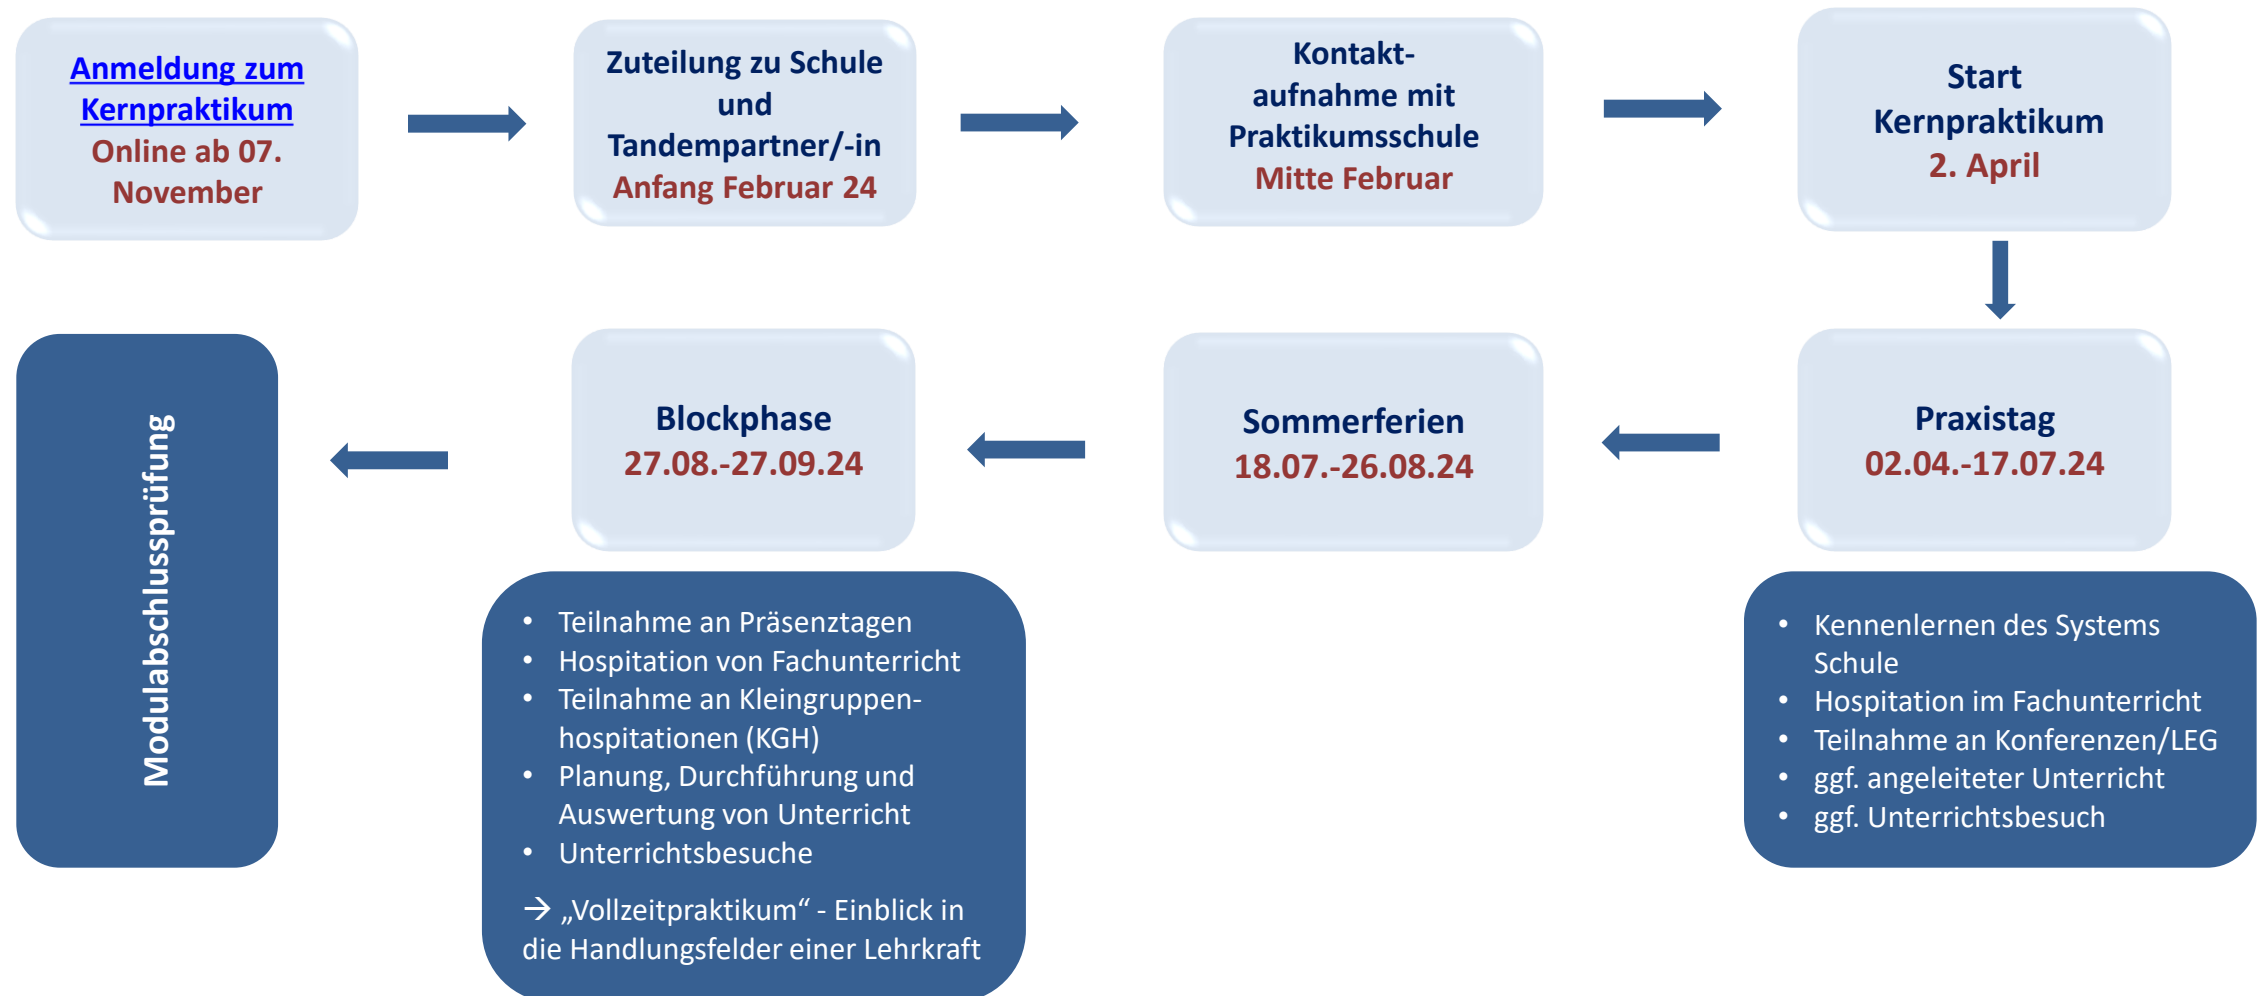 Anmeldung zum
Kernpraktikum
Online ab 07.
November
Zuteilung zu Schule
und
Tandempartner/-in
Anfang Februar 24
Kontakt-
aufnahme mit
Praktikumsschule
Mitte Februar
Start
Kernpraktikum
2. April
Praxistag
02.04.-17.07.24
• Kennenlernen des Systems
Schule
• Hospitation im Fachunterricht
• Teilnahme an Konferenzen/LEG
• ggf. angeleiteter Unterricht
• ggf. Unterrichtsbesuch
Sommerferien
18.07.-26.08.24
Blockphase
27.08.-27.09.24
• Teilnahme an Präsenztagen
• Hospitation von Fachunterricht
• Teilnahme an Kleingruppen-
hospitationen (KGH)
• Planung, Durchführung und
Auswertung von Unterricht
• Unterrichtsbesuche
→ „Vollzeitpraktikum“ - Einblick in
die Handlungsfelder einer Lehrkraft
Modulabschlussprüfung